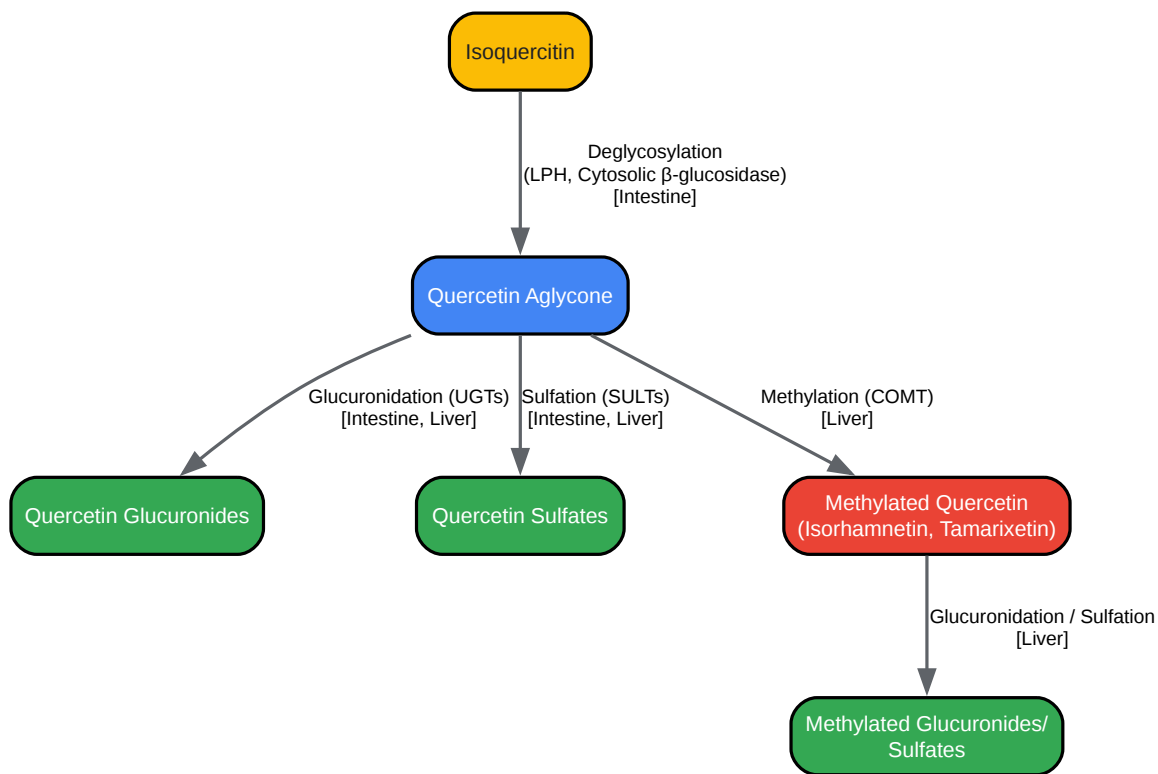 Isoquercitin
Deglycosylation
(LPH, Cytosolic β-glucosidase)
[Intestine]
Quercetin Aglycone
Glucuronidation (UGTs)
[Intestine, Liver]
Sulfation (SULTs)
[Intestine, Liver]
Methylation (COMT)
[Liver]
Quercetin Glucuronides
Quercetin Sulfates
Methylated Quercetin
(Isorhamnetin, Tamarixetin)
Glucuronidation / Sulfation
[Liver]
Methylated Glucuronides/
Sulfates